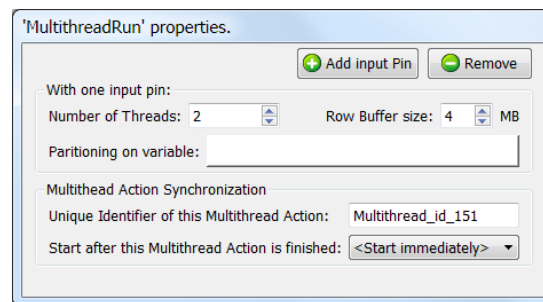 'MultithreadRun' properties.
Add input Pin Remove
With one input pin:
Number of Threads: 2 Row Buffer size: 4 MB
Paritioning on variable:
Multithead Action Synchronization
Unique Identifier of this Multithread Action: Multithread_id_151
Start after this Multithread Action is finished: <Start immediately>